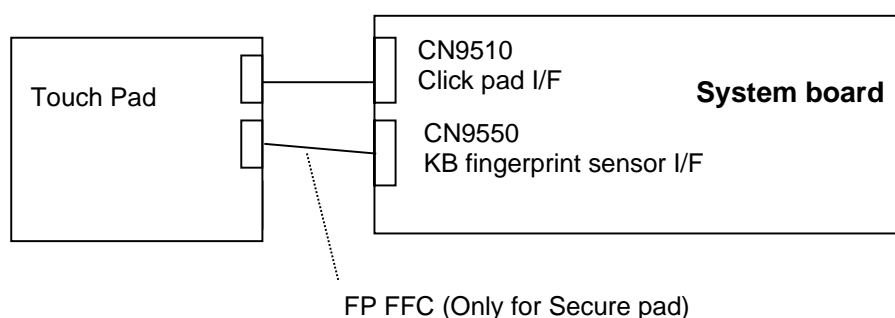 Touch Pad
CN9510
Click pad I/F
System board
CN9550
KB fingerprint sensor I/F
FP FFC (Only for Secure pad)